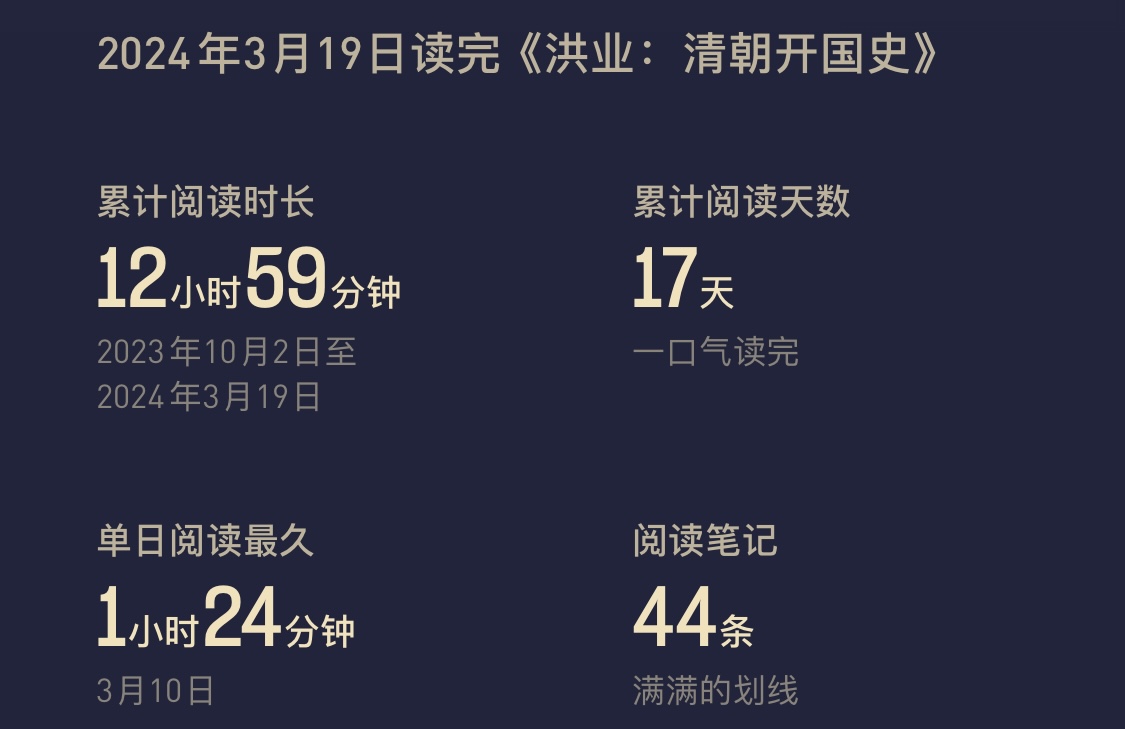 2024年3月19日读完《洪业：清朝开国史》
累计阅读时长
12小时59分钟
2023年10月2日至
2024年3月19日
累计阅读天数
17天
一口气读完
单日阅读最久
1小时24分钟
3月10日
阅读笔记
44条
满满的划线